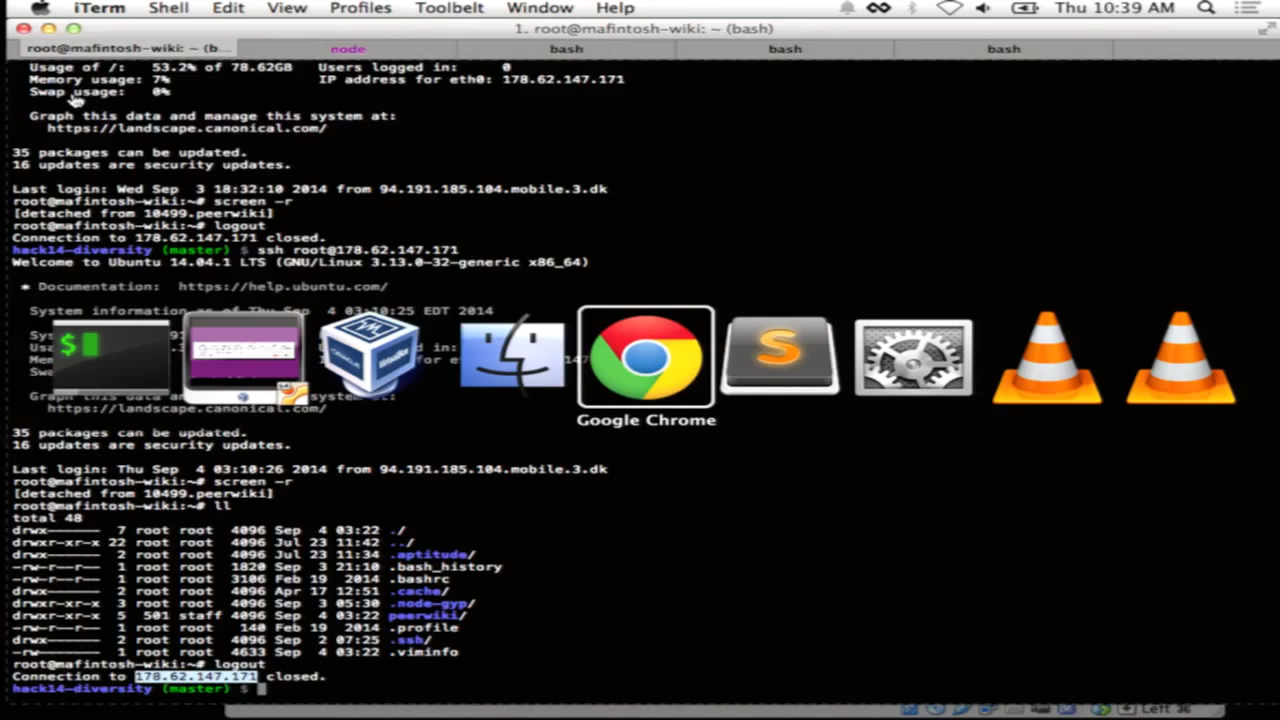 iTerm Shell Edit View Profiles Toolbelt Window Help Thu 10:39 AM
1. root@mafintosh-wiki: ~ (bash)
root@mafintosh-wiki: ~ (b... node bash bash bash
Usage of /: 53.2% of 78.62GB Users logged in: 0
Memory usage: 7% IP address for eth0: 178.62.147.171
Swap usage: 0%
Graph this data and manage this system at:
https://landscape.canonical.com/
35 packages can be updated.
16 updates are security updates.
Last login: Wed Sep 3 18:32:10 2014 from 94.191.185.104.mobile.3.dk
root@mafintosh-wiki:~# screen -r
[detached from 10499.peerwiki]
root@mafintosh-wiki:~# logout
Connection to 178.62.147.171 closed.
hack14-diversity (master) $ ssh root@178.62.147.171
Welcome to Ubuntu 14.04.1 LTS (GNU/Linux 3.13.0-32-generic x86_64)
* Documentation: https://help.ubuntu.com/
System information as of Thu Sep 4 03:10:25 EDT 2014
$
S
Google Chrome
https://landscape.canonical.com/
35 packages can be updated.
16 updates are security updates.
Last login: Thu Sep 4 03:10:26 2014 from 94.191.185.104.mobile.3.dk
root@mafintosh-wiki:~# screen -r
[detached from 10499.peerwiki]
root@mafintosh-wiki:~# ll
total 48
drwx------ 7 root root 4096 Sep 4 03:22 ./
drwxr-xr-x 22 root root 4096 Jul 23 11:42 ../
drwx------ 2 root root 4096 Jul 23 11:34 .aptitude/
-rw-r--r-- 1 root root 1820 Sep 3 21:10 .bash_history
-rw-r--r-- 1 root root 3106 Feb 19 2014 .bashrc
drwx------ 2 root root 4096 Apr 17 12:51 .cache/
drwxr-xr-x 3 root root 4096 Sep 3 05:30 .node-gyp/
drwxr-xr-x 5 501 staff 4096 Sep 4 03:22 peerwiki/
-rw-r--r-- 1 root root 140 Feb 19 2014 .profile
drwx------ 2 root root 4096 Sep 2 07:25 .ssh/
-rw------- 1 root root 4633 Sep 4 03:22 .viminfo
root@mafintosh-wiki:~# logout
Connection to 178.62.147.171 closed.
hack14-diversity (master) $
Left ⌘